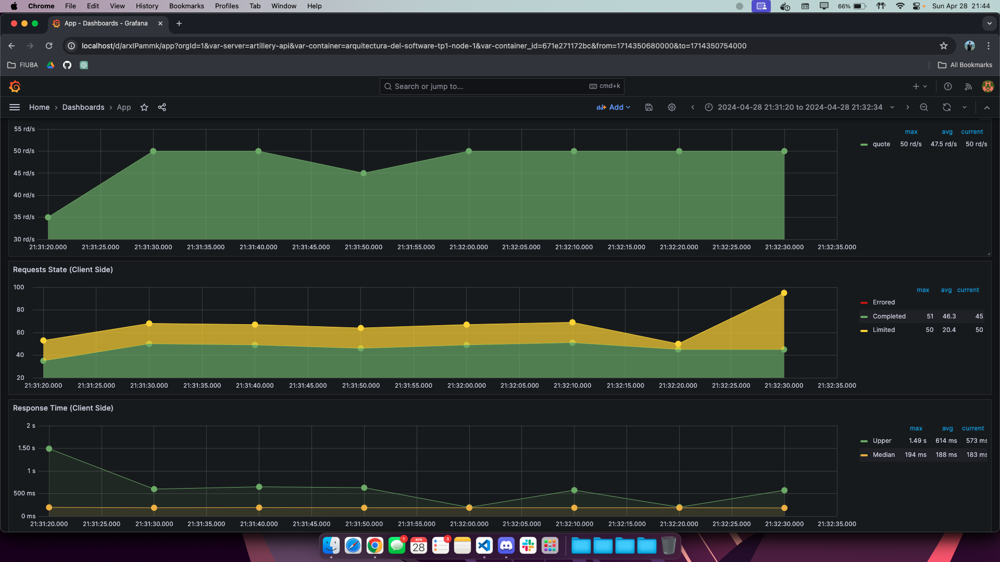 Chrome File Edit View History Bookmarks Profiles Tab Window Help 66% Sun Apr 28 21:44
App - Dashboards - Grafana
localhost/d/arxIPammk/app?orgId=1&var-server=artillery-api&var-container=arquitectura-del-software-tp1-node-1&var-container_id=671e271172bc&from=1714350680000&to=1714350754000
FIUBA All Bookmarks
Search or jump to... cmd+k
Home › Dashboards › App Add 2024-04-28 21:31:20 to 2024-04-28 21:32:34
55 rd/s
50 rd/s
45 rd/s
40 rd/s
35 rd/s
30 rd/s
21:31:20.000 21:31:25.000 21:31:30.000 21:31:35.000 21:31:40.000 21:31:45.000 21:31:50.000 21:31:55.000 21:32:00.000 21:32:05.000 21:32:10.000 21:32:15.000 21:32:20.000 21:32:25.000 21:32:30.000 21:32:35.000
max avg current
quote 50 rd/s 47.5 rd/s 50 rd/s
Requests State (Client Side)
100
80
60
40
20
21:31:20.000 21:31:25.000 21:31:30.000 21:31:35.000 21:31:40.000 21:31:45.000 21:31:50.000 21:31:55.000 21:32:00.000 21:32:05.000 21:32:10.000 21:32:15.000 21:32:20.000 21:32:25.000 21:32:30.000 21:32:35.000
max avg current
Errored
Completed 51 46.3 45
Limited 50 20.4 50
Response Time (Client Side)
2 s
1.50 s
1 s
500 ms
0 ms
21:31:20.000 21:31:25.000 21:31:30.000 21:31:35.000 21:31:40.000 21:31:45.000 21:31:50.000 21:31:55.000 21:32:00.000 21:32:05.000 21:32:10.000 21:32:15.000 21:32:20.000 21:32:25.000 21:32:30.000 21:32:35.000
max avg current
Upper 1.49 s 614 ms 573 ms
Median 194 ms 188 ms 183 ms
1
APR
28
3